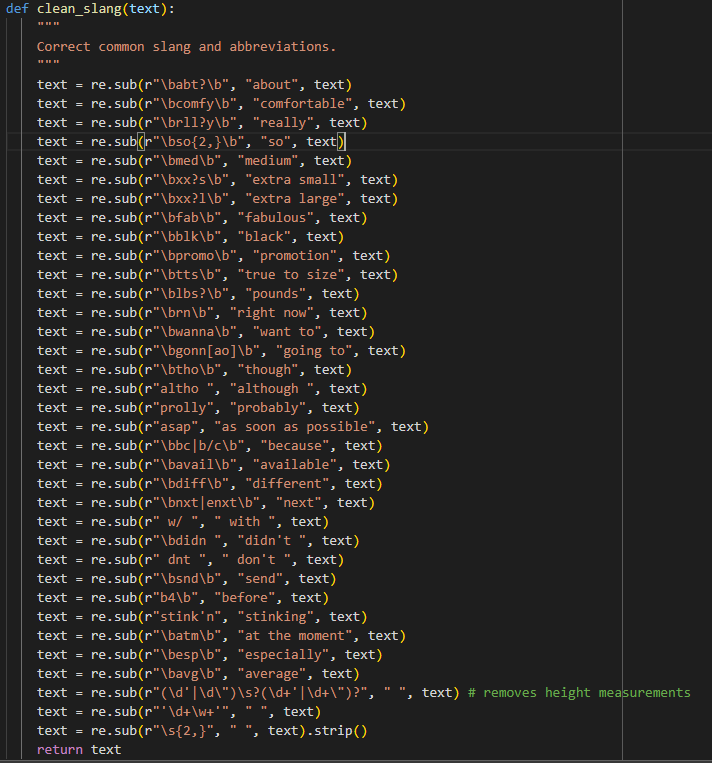 def clean_slang(text):
    """
    Correct common slang and abbreviations.
    """
    text = re.sub(r"\babt?\b", "about", text)
    text = re.sub(r"\bcomfy\b", "comfortable", text)
    text = re.sub(r"\brll?y\b", "really", text)
    text = re.sub(r"\bso{2,}\b", "so", text)
    text = re.sub(r"\bmed\b", "medium", text)
    text = re.sub(r"\bxx?s\b", "extra small", text)
    text = re.sub(r"\bxx?l\b", "extra large", text)
    text = re.sub(r"\bfab\b", "fabulous", text)
    text = re.sub(r"\bblk\b", "black", text)
    text = re.sub(r"\bpromo\b", "promotion", text)
    text = re.sub(r"\btts\b", "true to size", text)
    text = re.sub(r"\blbs?\b", "pounds", text)
    text = re.sub(r"\brn\b", "right now", text)
    text = re.sub(r"\bwanna\b", "want to", text)
    text = re.sub(r"\bgonn[ao]\b", "going to", text)
    text = re.sub(r"\btho\b", "though", text)
    text = re.sub(r"altho ", "although ", text)
    text = re.sub(r"prolly", "probably", text)
    text = re.sub(r"asap", "as soon as possible", text)
    text = re.sub(r"\bbc|b/c\b", "because", text)
    text = re.sub(r"\bavail\b", "available", text)
    text = re.sub(r"\bdiff\b", "different", text)
    text = re.sub(r"\bnxt|enxt\b", "next", text)
    text = re.sub(r" w/ ", " with ", text)
    text = re.sub(r"\bdidn ", "didn't ", text)
    text = re.sub(r" dnt ", " don't ", text)
    text = re.sub(r"\bsnd\b", "send", text)
    text = re.sub(r"b4\b", "before", text)
    text = re.sub(r"stink'n", "stinking", text)
    text = re.sub(r"\batm\b", "at the moment", text)
    text = re.sub(r"\besp\b", "especially", text)
    text = re.sub(r"\bavg\b", "average", text)
    text = re.sub(r"(\d'|\d\")\s?(\d+'|\d+\")?", " ", text) # removes height measurements
    text = re.sub(r"'\d+\w+'", " ", text)
    text = re.sub(r"\s{2,}", " ", text).strip()
    return text